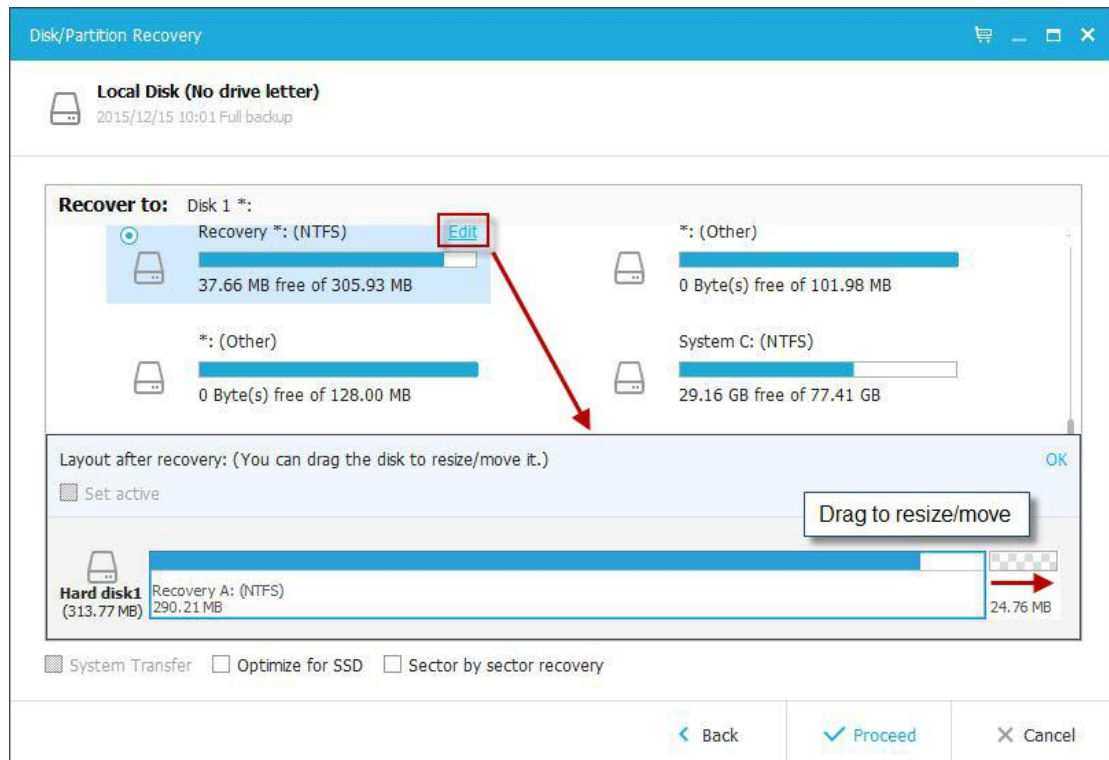 Disk/Partition Recovery
Local Disk (No drive letter)
2015/12/15 10:01 Full backup
Recover to: Disk 1 *:
Recovery *: (NTFS) Edit
37.66 MB free of 305.93 MB
*: (Other)
0 Byte(s) free of 101.98 MB
*: (Other)
0 Byte(s) free of 128.00 MB
System C: (NTFS)
29.16 GB free of 77.41 GB
Layout after recovery: (You can drag the disk to resize/move it.) OK
Set active
Drag to resize/move
Hard disk1
(313.77 MB)
Recovery A: (NTFS)
290.21 MB
24.76 MB
System Transfer Optimize for SSD Sector by sector recovery
Back Proceed Cancel